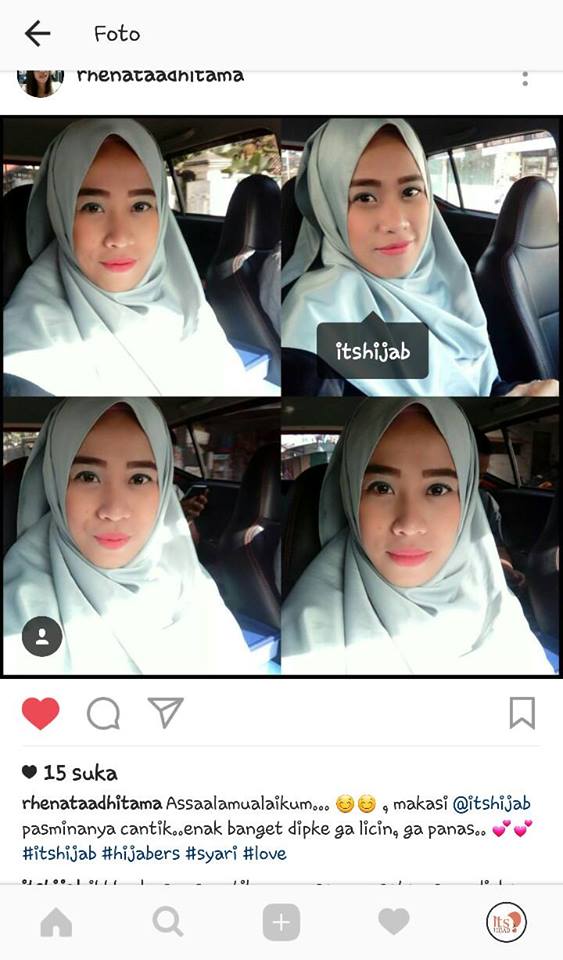 Foto
rhenataadhitama
itshijab
15 suka
rhenataadhitama Assaalamualaikum... 😊😊 , makasi @itshijab
pasminanya cantik..enak banget dipke ga licin, ga panas.. 💕💕
#itshijab #hijabers #syari #love